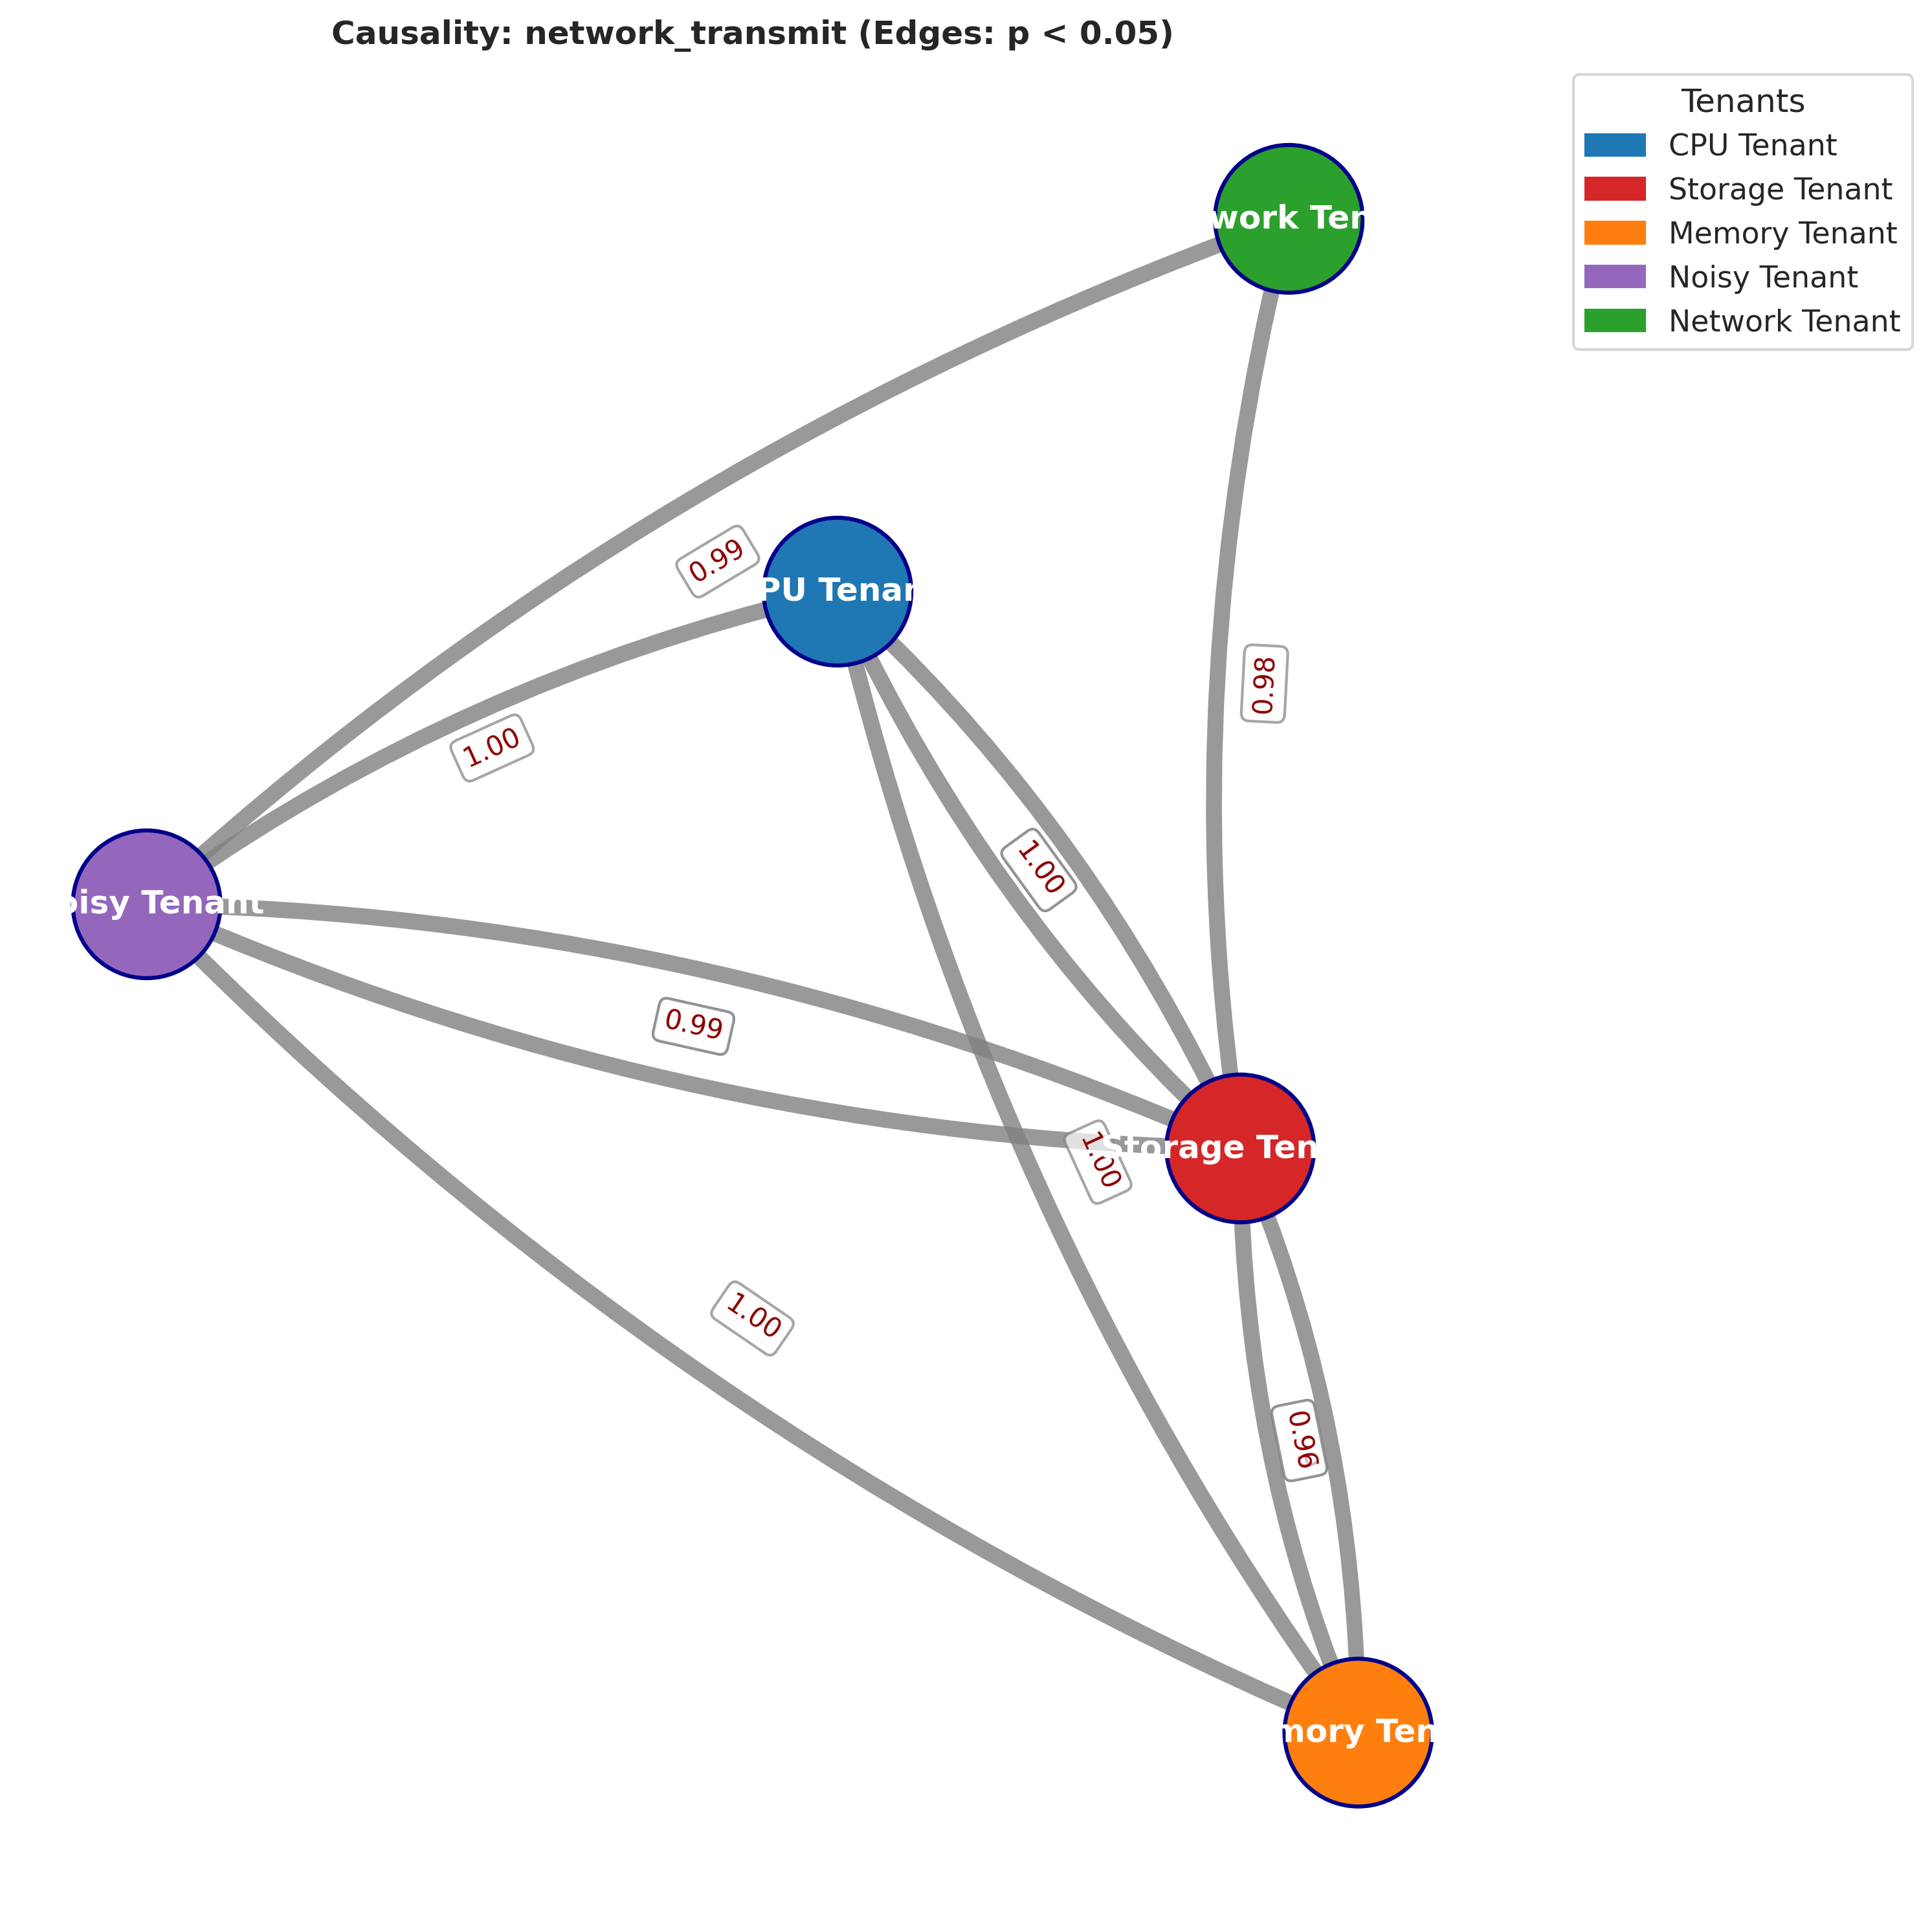 Causality: network_transmit (Edges: p < 0.05)
Tenants
CPU Tenant
Storage Tenant
Memory Tenant
Noisy Tenant
Network Tenant
work Ten
0.99
PU Tenan
0.98
1.00
1.00
oisy Tenant
0.99
1.00
Storage Ten
1.00
0.96
mory Ten